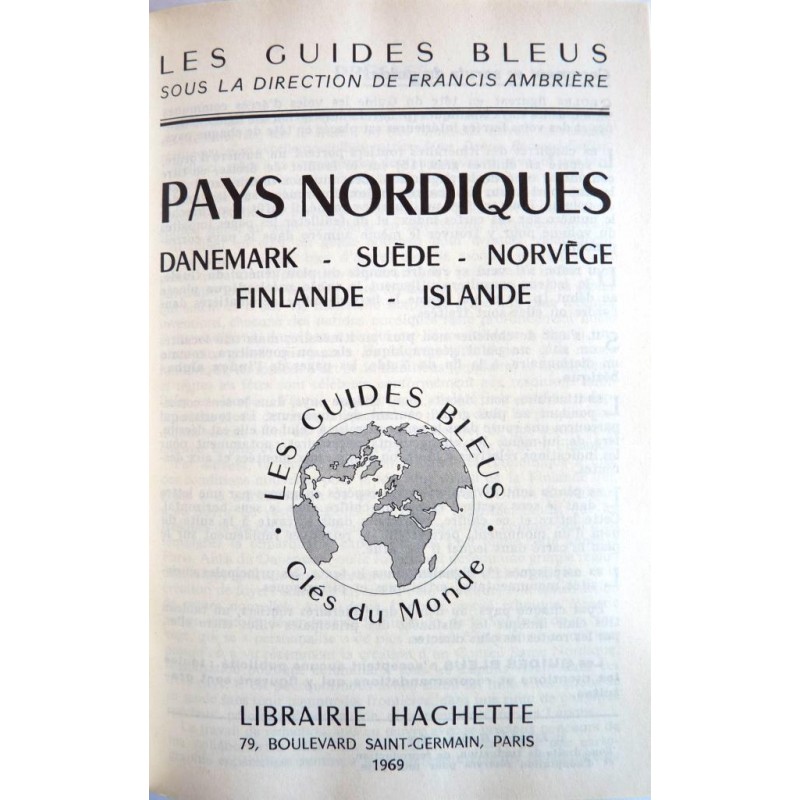 LES GUIDES BLEUS
SOUS LA DIRECTION DE FRANCIS AMBRIÈRE
PAYS NORDIQUES
DANEMARK - SUÈDE - NORVÈGE
FINLANDE - ISLANDE
LES GUIDES BLEUS
Clés du Monde
LIBRAIRIE HACHETTE
79, BOULEVARD SAINT-GERMAIN, PARIS
1969